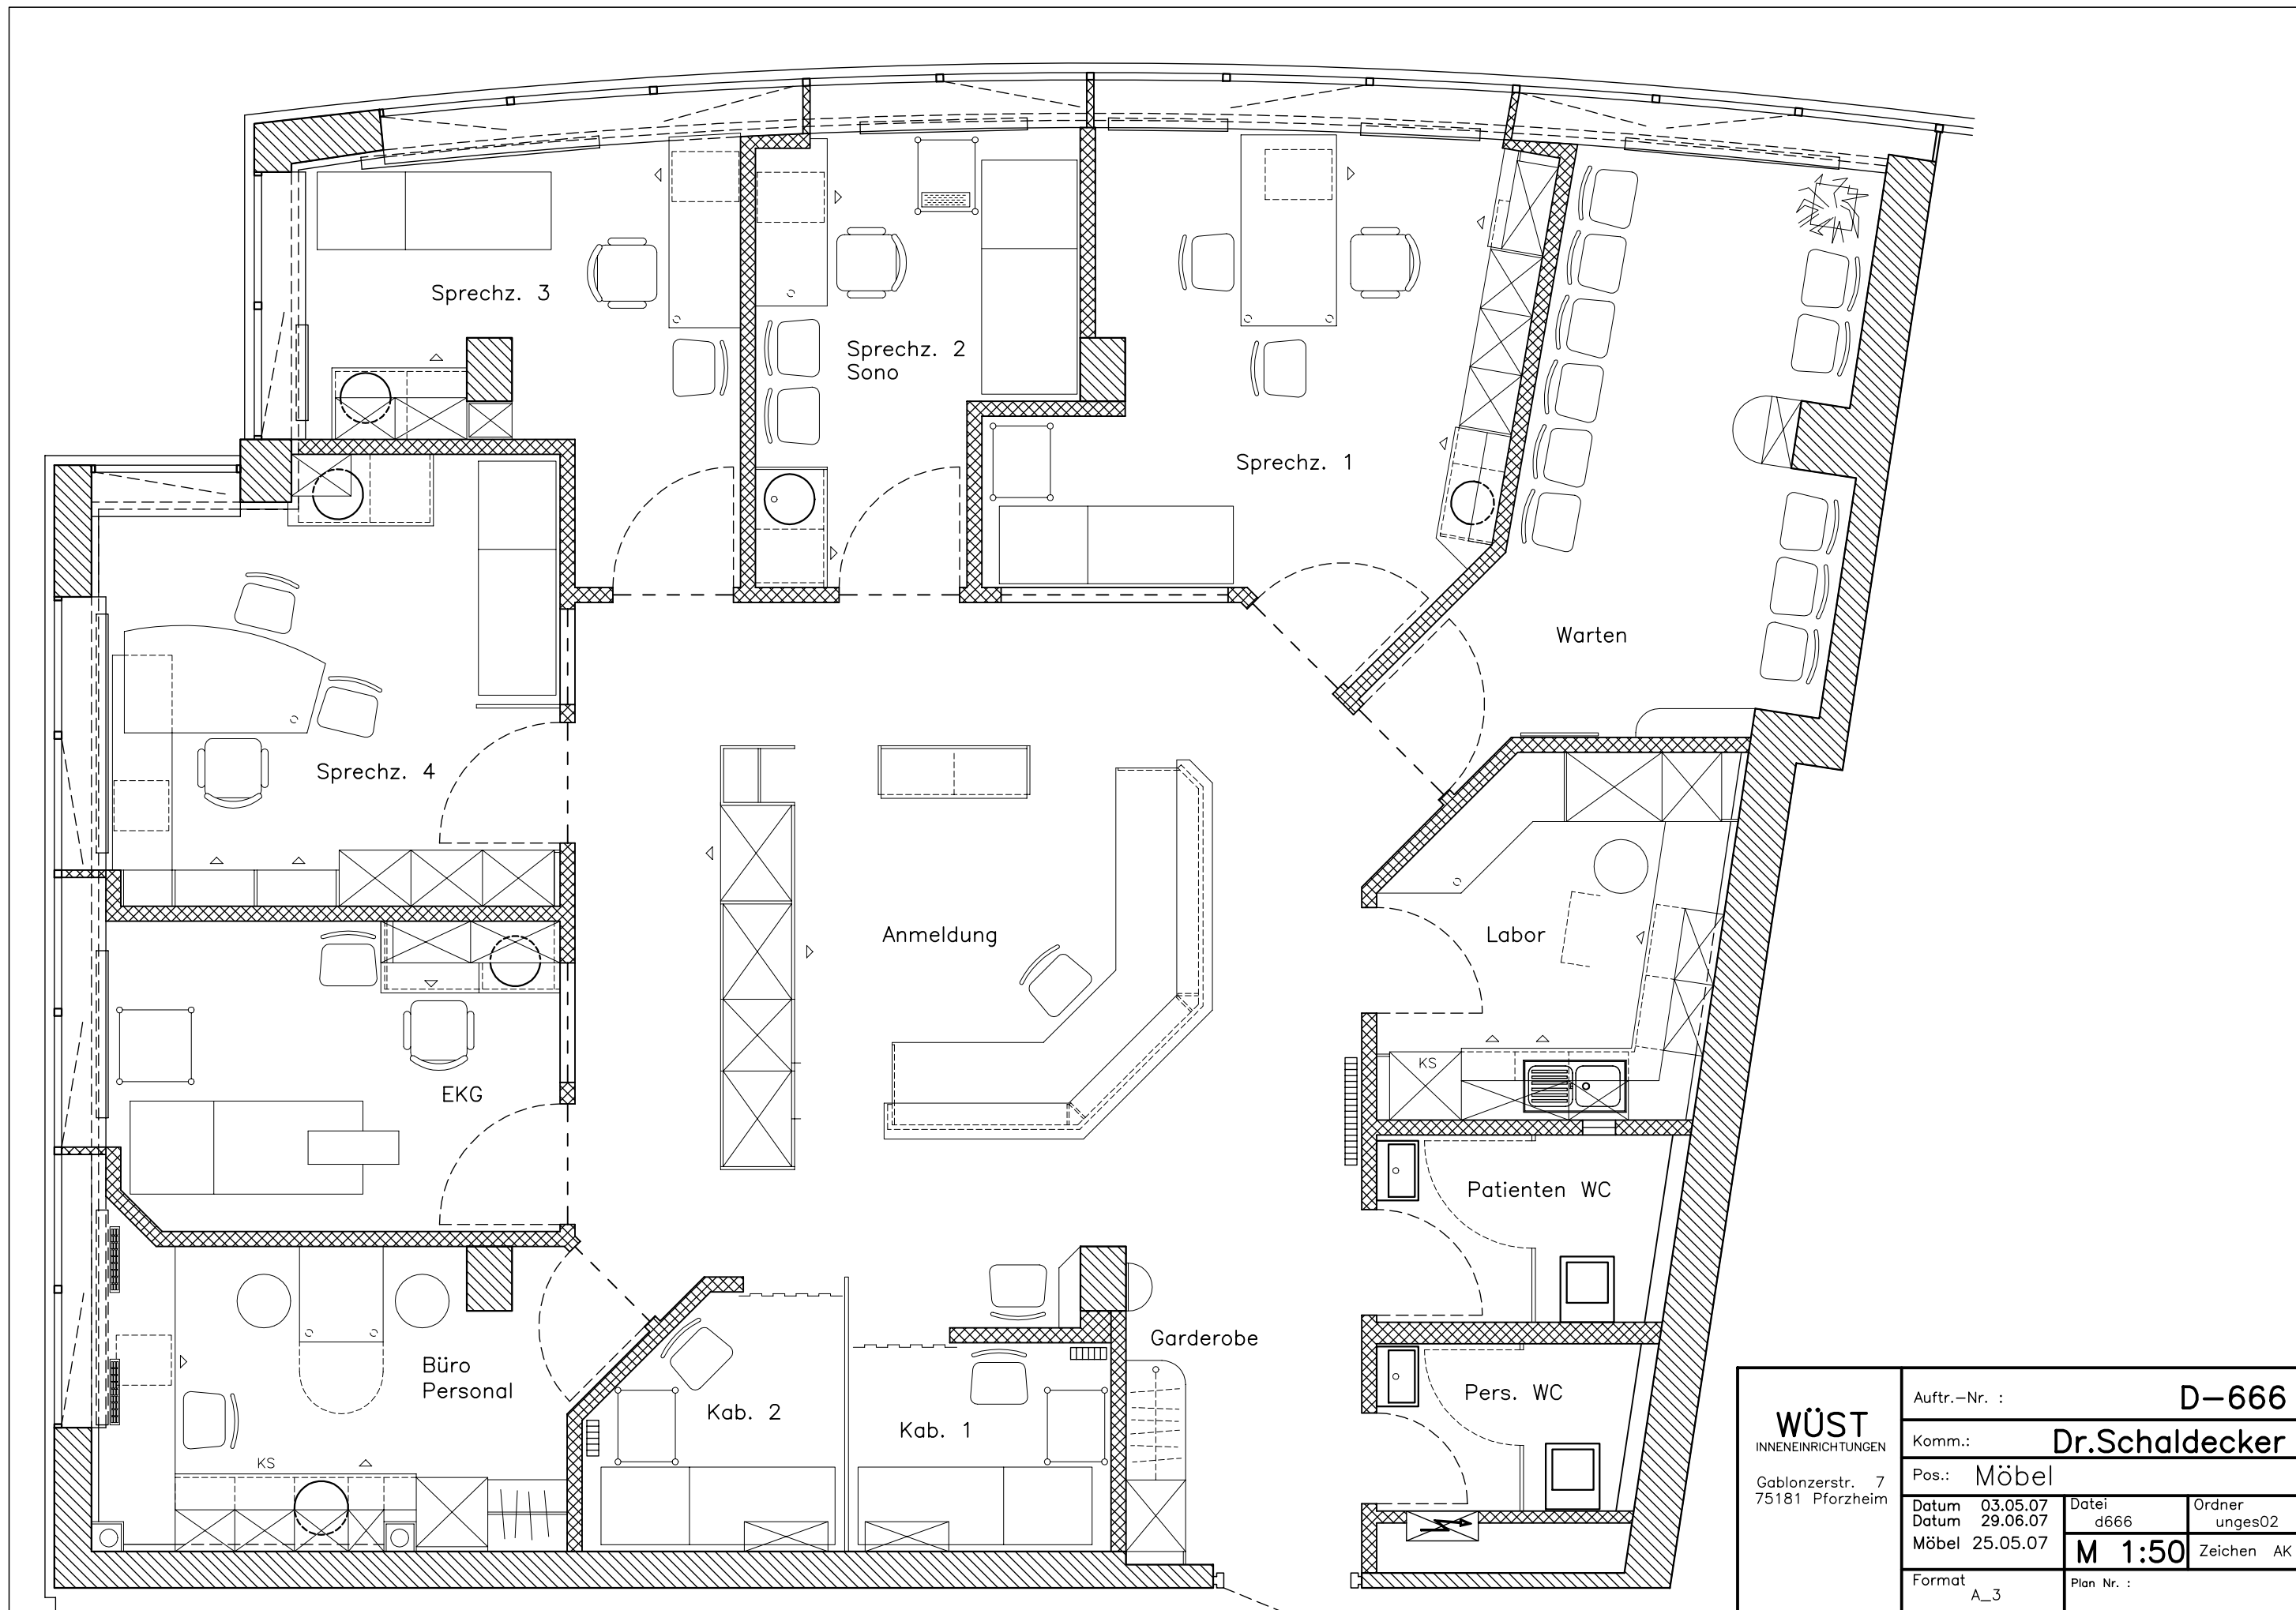 Sprechz. 3
Sprechz. 2
Sono
Sprechz. 1
Warten
Sprechz. 4
Anmeldung
Labor
EKG
KS
Patienten WC
Garderobe
Büro
Personal
Pers. WC
Kab. 2
Kab. 1
KS
WÜST
INNENEINRICHTUNGEN
Gablonzerstr. 7
75181 Pforzheim
Auftr.-Nr. : D-666
Komm.: Dr.Schaldecker
Pos.: Möbel
Datum 03.05.07
Datum 29.06.07
Möbel 25.05.07
Datei
d666
Ordner
unges02
M 1:50
Zeichen AK
Format
A_3
Plan Nr. :